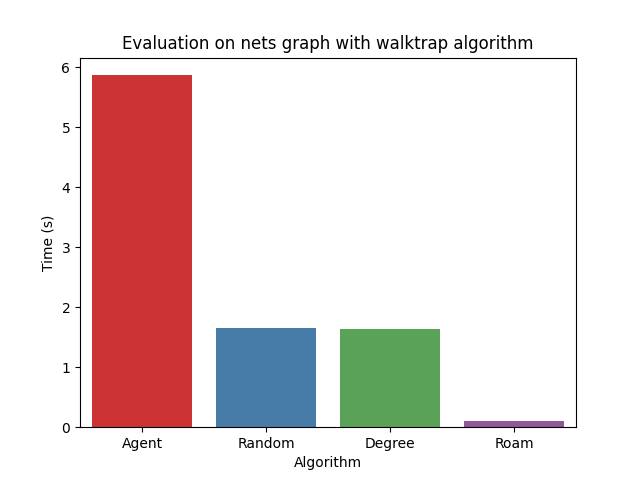 Evaluation on nets graph with walktrap algorithm
6
5
4
3
2
1
0
Time (s)
Agent Random Degree Roam
Algorithm